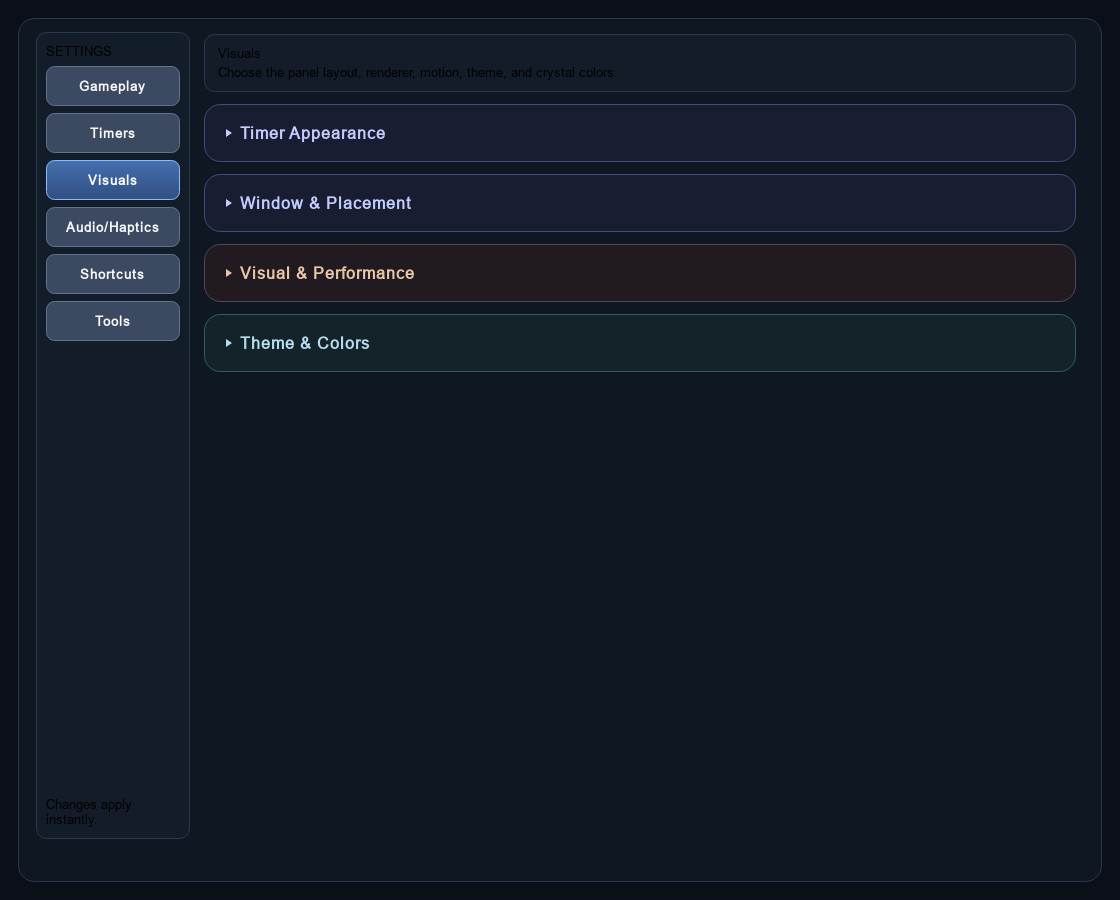 SETTINGS
Gameplay
Timers
Visuals
Audio/Haptics
Shortcuts
Tools
Changes apply
instantly.
Visuals
Choose the panel layout, renderer, motion, theme, and crystal colors.
Timer Appearance
Window & Placement
Visual & Performance
Theme & Colors